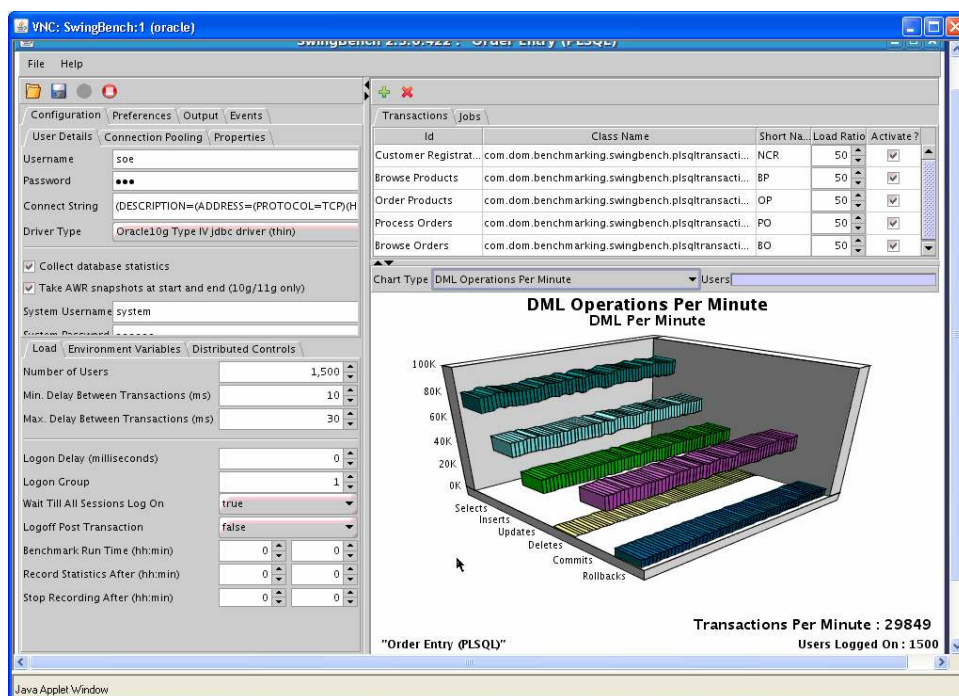 VNC: SwingBench:1 (oracle)
SwingBench 2.3.0.422 : "Order Entry (PLSQL)"
File Help
Configuration Preferences Output Events
User Details Connection Pooling Properties
Username soe
Password •••
Connect String (DESCRIPTION=(ADDRESS=(PROTOCOL=TCP)(H
Driver Type Oracle10g Type IV jdbc driver (thin)
Collect database statistics
Take AWR snapshots at start and end (10g/11g only)
System Username system
System Password ••••••
Load Environment Variables Distributed Controls
Number of Users 1,500
Min. Delay Between Transactions (ms) 10
Max. Delay Between Transactions (ms) 30
Logon Delay (milliseconds) 0
Logon Group 1
Wait Till All Sessions Log On true
Logoff Post Transaction false
Benchmark Run Time (hh:min) 0 0
Record Statistics After (hh:min) 0 0
Stop Recording After (hh:min) 0 0
Transactions Jobs
Id Class Name Short Na... Load Ratio Activate ?
Customer Registrat... com.dom.benchmarking.swingbench.plsqltransacti... NCR 50
Browse Products com.dom.benchmarking.swingbench.plsqltransacti... BP 50
Order Products com.dom.benchmarking.swingbench.plsqltransacti... OP 50
Process Orders com.dom.benchmarking.swingbench.plsqltransacti... PO 50
Browse Orders com.dom.benchmarking.swingbench.plsqltransacti... BO 50
Chart Type DML Operations Per Minute Users
DML Operations Per Minute
DML Per Minute
100K
80K
60K
40K
20K
0K
Selects
Inserts
Updates
Deletes
Commits
Rollbacks
Transactions Per Minute : 29849
"Order Entry (PLSQL)" Users Logged On : 1500
Java Applet Window